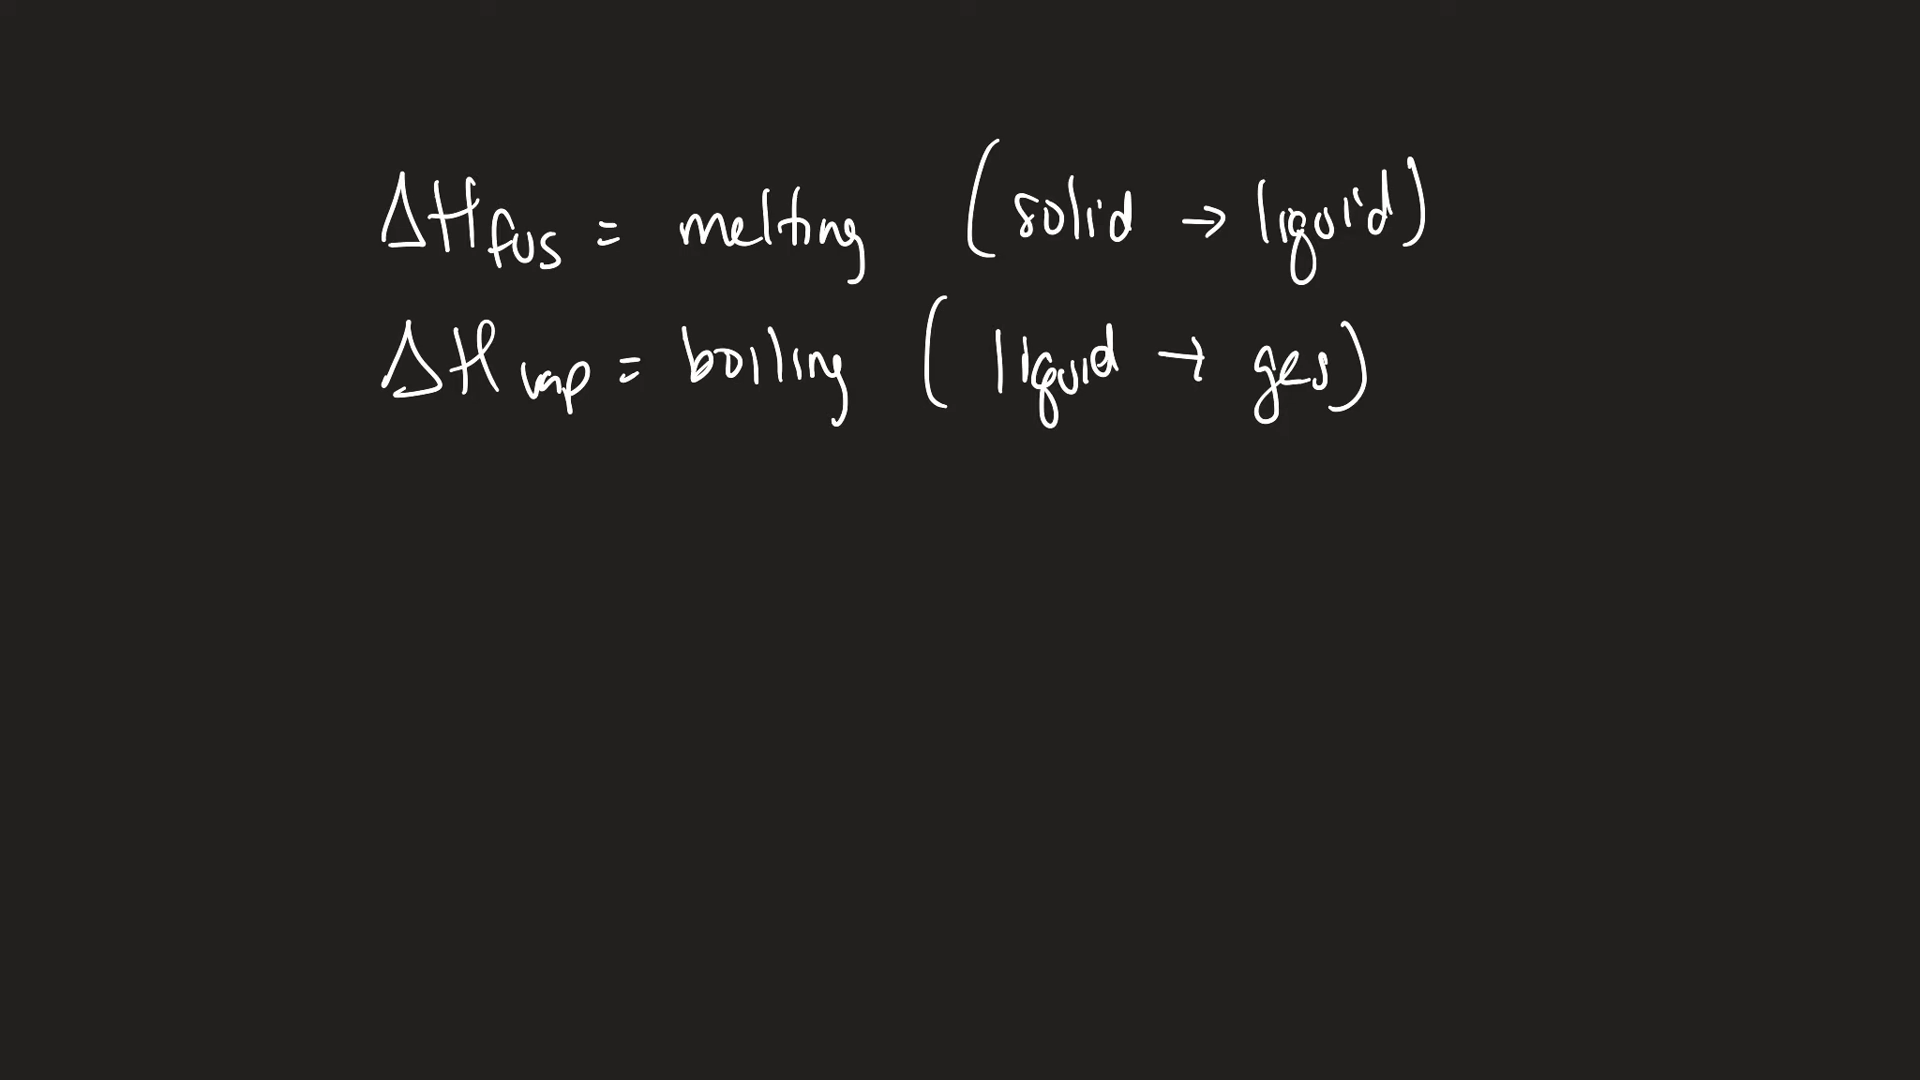 ΔHfus = melting (solid → liquid)
ΔHvap = boiling (liquid → gas)